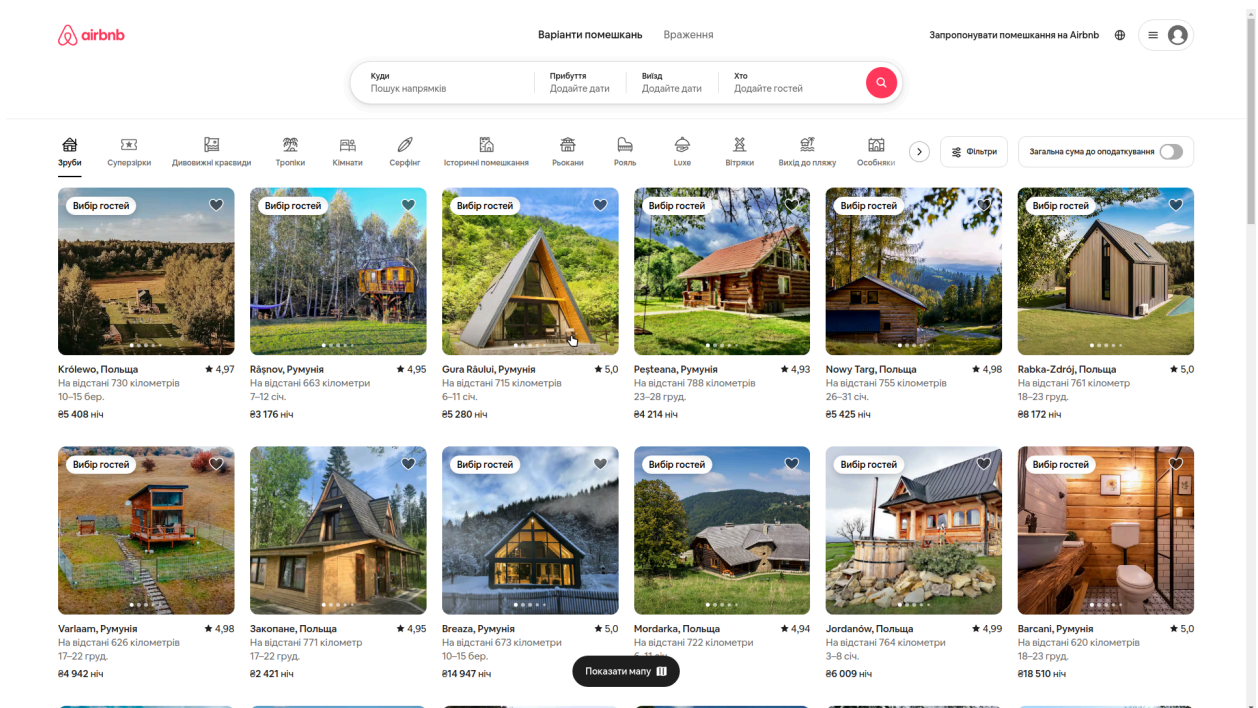 airbnb
Варіанти помешкань
Враження
Запропонувати помешкання на Airbnb
Куди
Пошук напрямків
Прибуття
Додайте дати
Виїзд
Додайте дати
Хто
Додайте гостей
Зруби
Суперзірки
Дивовижні краєвиди
Тропіки
Кімнати
Серфінг
Історичні помешкання
Рьокани
Рояль
Luxe
Вітряки
Вихід до пляжу
Особняки
Фільтри
Загальна сума до оподаткування
Вибір гостей
Вибір гостей
Вибір гостей
Вибір гостей
Вибір гостей
Вибір гостей
Królewo, Польща
4,97
На відстані 730 кілометрів
10–15 бер.
₴5 408 ніч
Râșnov, Румунія
4,95
На відстані 663 кілометри
7–12 січ.
₴3 176 ніч
Gura Râului, Румунія
5,0
На відстані 715 кілометрів
6–11 січ.
₴5 280 ніч
Peșteana, Румунія
4,93
На відстані 788 кілометрів
23–28 груд.
₴4 214 ніч
Nowy Targ, Польща
4,98
На відстані 755 кілометрів
26–31 січ.
₴5 425 ніч
Rabka-Zdrój, Польща
5,0
На відстані 761 кілометр
18–23 груд.
₴8 172 ніч
Вибір гостей
Вибір гостей
Вибір гостей
Вибір гостей
Вибір гостей
Varlaam, Румунія
4,98
На відстані 626 кілометрів
17–22 груд.
₴4 942 ніч
Закопане, Польща
4,95
На відстані 771 кілометр
17–22 груд.
₴2 421 ніч
Breaza, Румунія
5,0
На відстані 673 кілометри
10–15 бер.
₴14 947 ніч
Mordarka, Польща
4,94
На відстані 722 кілометри
6–11 січ.
Jordanów, Польща
4,99
На відстані 764 кілометри
3–8 січ.
₴6 009 ніч
Barcani, Румунія
5,0
На відстані 620 кілометрів
18–23 груд.
₴18 510 ніч
Показати мапу